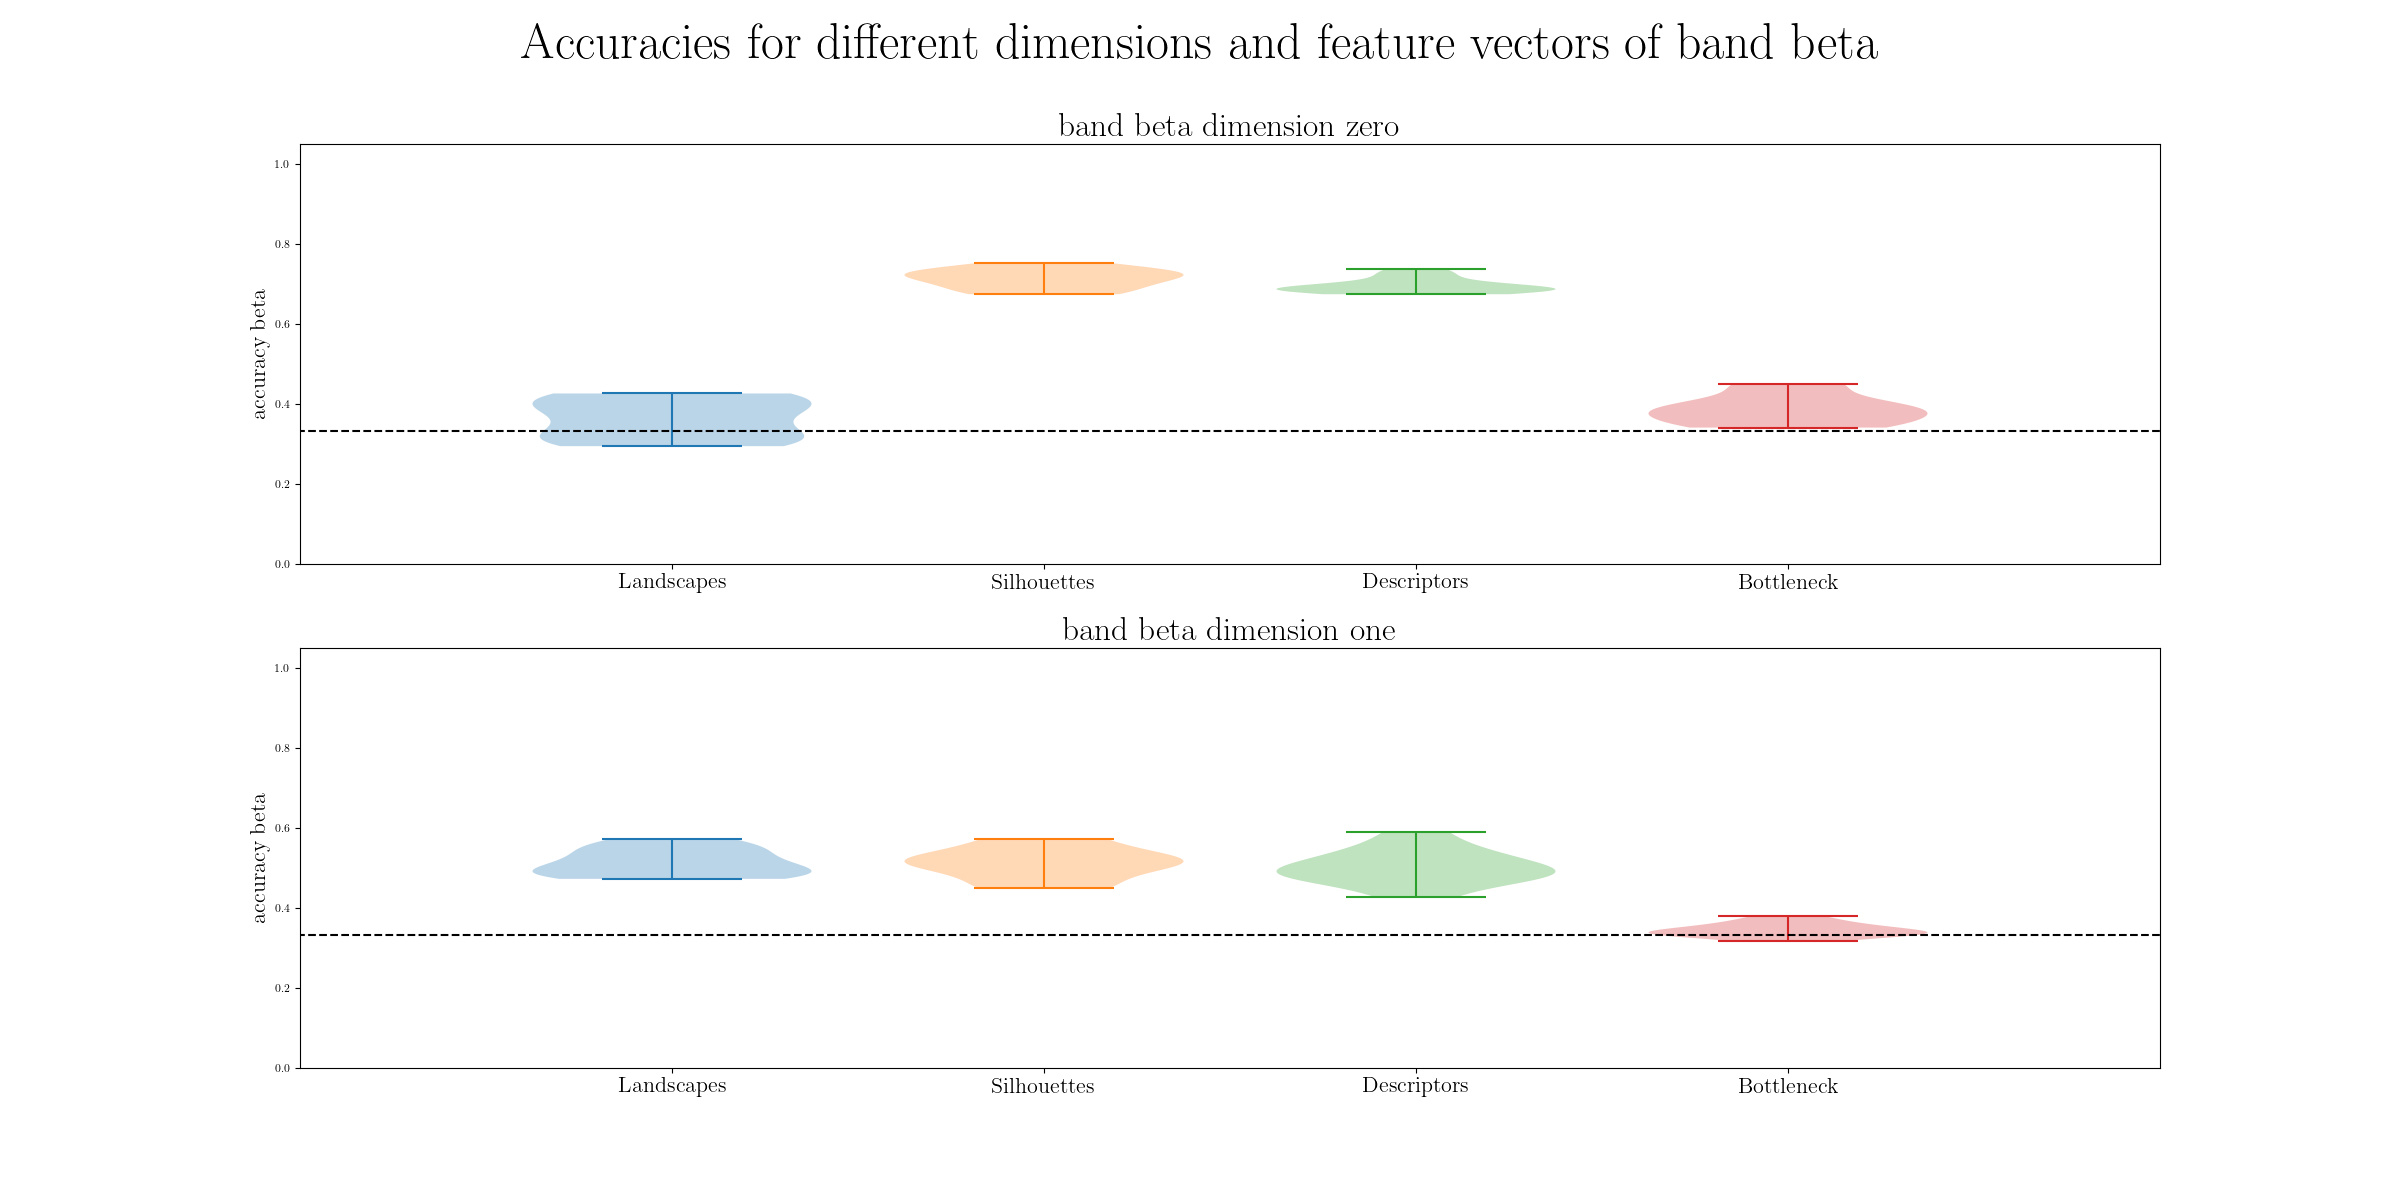 Accuracies for different dimensions and feature vectors of band beta
band beta dimension zero
accuracy beta
1.0
0.8
0.6
0.4
0.2
0.0
Landscapes Silhouettes Descriptors Bottleneck
band beta dimension one
accuracy beta
1.0
0.8
0.6
0.4
0.2
0.0
Landscapes Silhouettes Descriptors Bottleneck